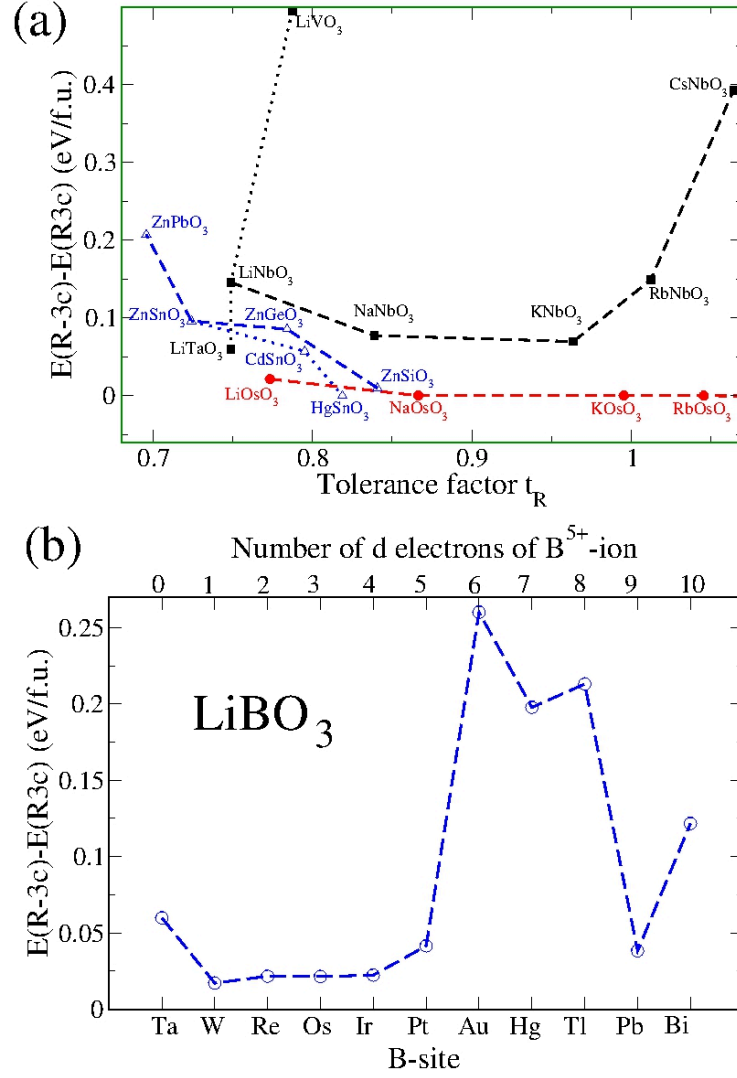 (a)
E(R-3c)-E(R3c) (eV/f.u.)
0.4
0.3
0.2
0.1
0
LiVO3
CsNbO3
ZnPbO3
LiNbO3
RbNbO3
ZnSnO3
ZnGeO3
NaNbO3
KNbO3
LiTaO3
CdSnO3
ZnSiO3
LiOsO3
HgSnO3
NaOsO3
KOsO3
RbOsO3
0.7 0.8 0.9 1
Tolerance factor tR
(b)
Number of d electrons of B5+-ion
0 1 2 3 4 5 6 7 8 9 10
E(R-3c)-E(R3c) (eV/f.u.)
0.25
0.2
0.15
0.1
0.05
0
LiBO3
Ta W Re Os Ir Pt Au Hg Tl Pb Bi
B-site